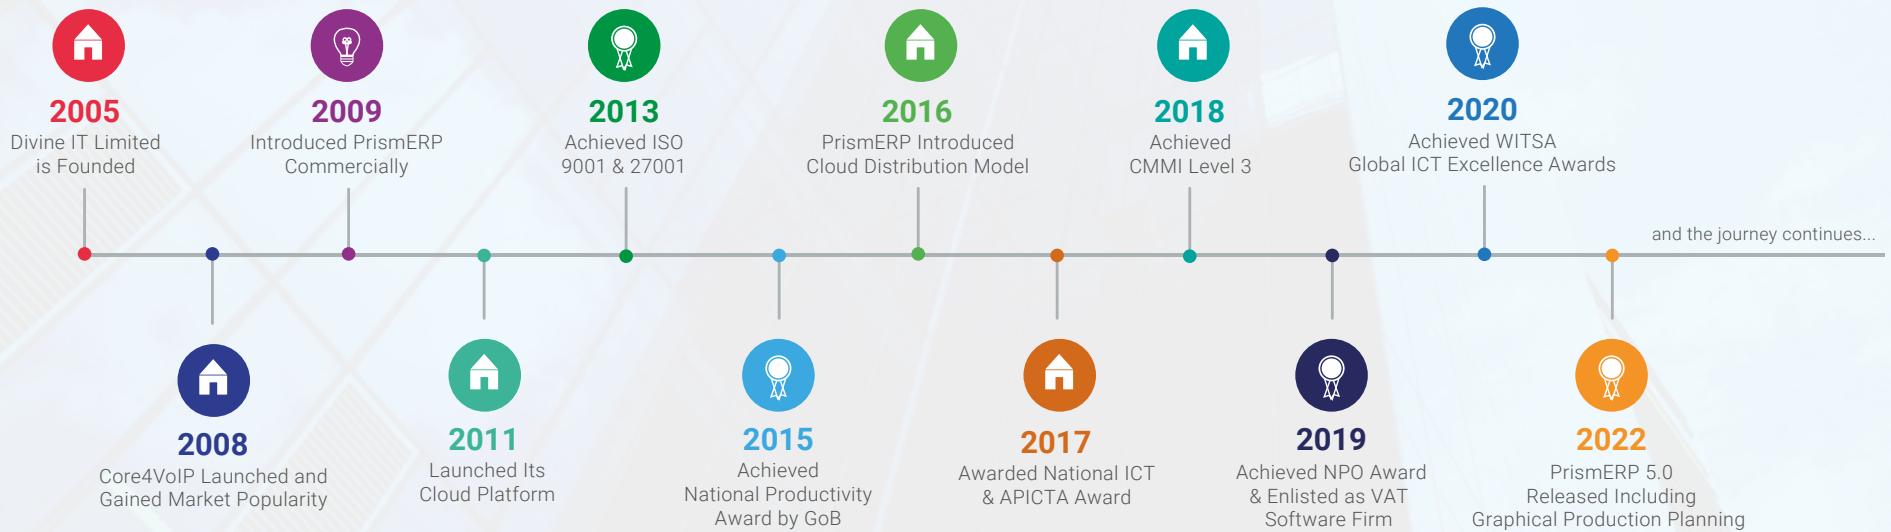 2005
Divine IT Limited
is Founded
2009
Introduced PrismERP
Commercially
2013
Achieved ISO
9001 & 27001
2016
PrismERP Introduced
Cloud Distribution Model
2018
Achieved
CMMI Level 3
2020
Achieved WITSA
Global ICT Excellence Awards
and the journey continues...
2008
Core4VoIP Launched and
Gained Market Popularity
2011
Launched Its
Cloud Platform
2015
Achieved
National Productivity
Award by GoB
2017
Awarded National ICT
& APICTA Award
2019
Achieved NPO Award
& Enlisted as VAT
Software Firm
2022
PrismERP 5.0
Released Including
Graphical Production Planning